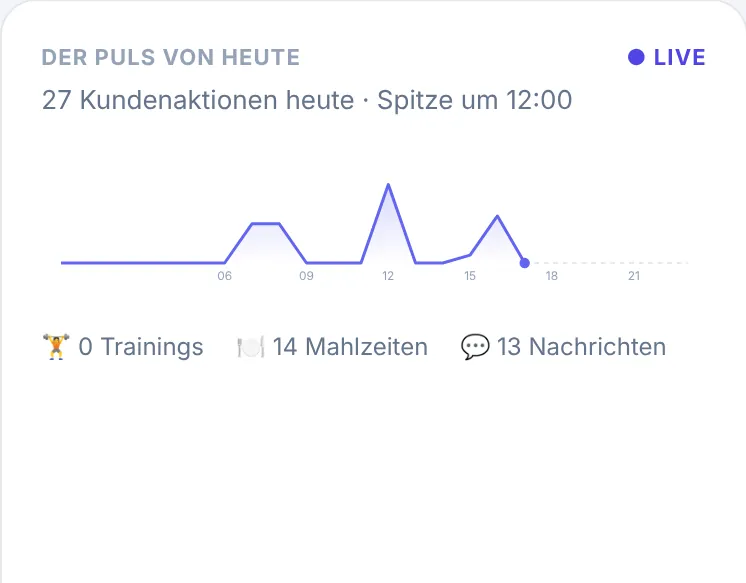 DER PULS VON HEUTE
LIVE
27 Kundenaktionen heute · Spitze um 12:00
06 09 12 15 18 21
0 Trainings 14 Mahlzeiten 13 Nachrichten